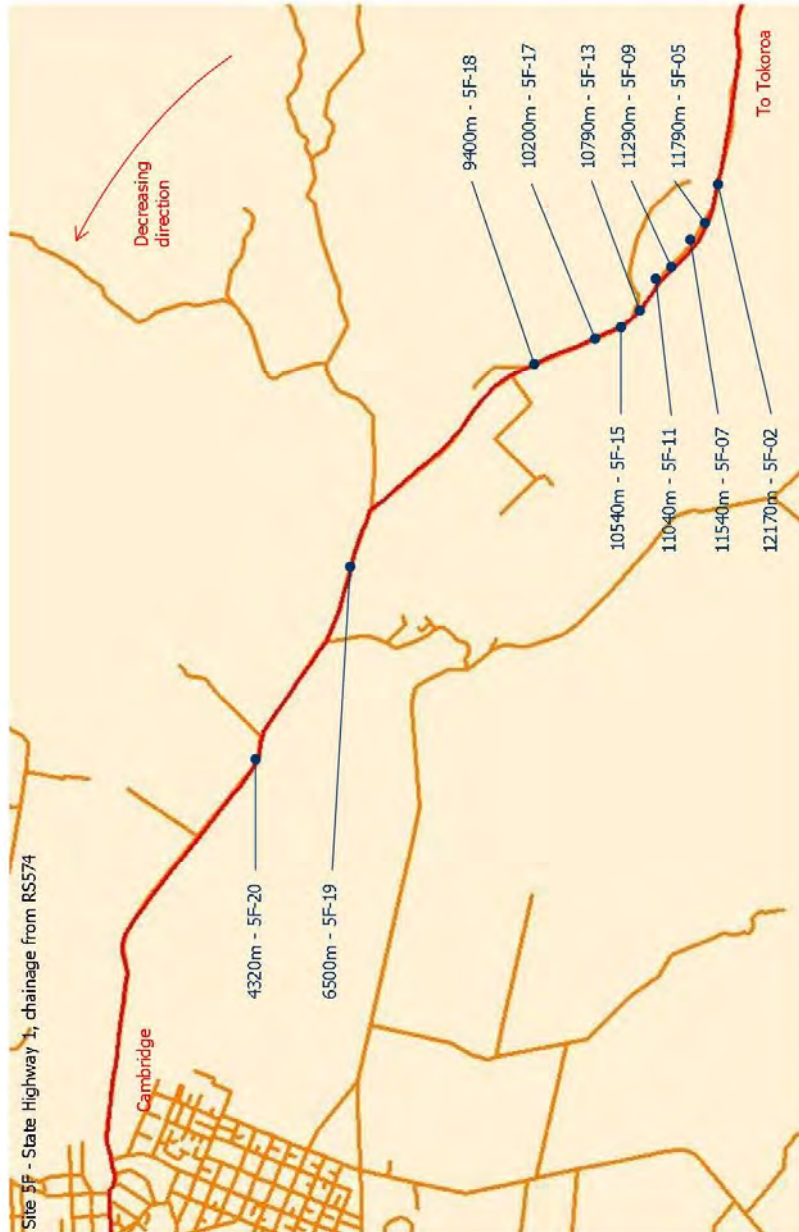 Site 5F - State Highway 1, chainage from RS574
Decreasing
direction
Cambridge
To Tokoroa
4320m - 5F-20
6500m - 5F-19
9400m - 5F-18
10200m - 5F-17
10790m - 5F-13
11290m - 5F-09
11790m - 5F-05
10540m - 5F-15
11040m - 5F-11
11540m - 5F-07
12170m - 5F-02